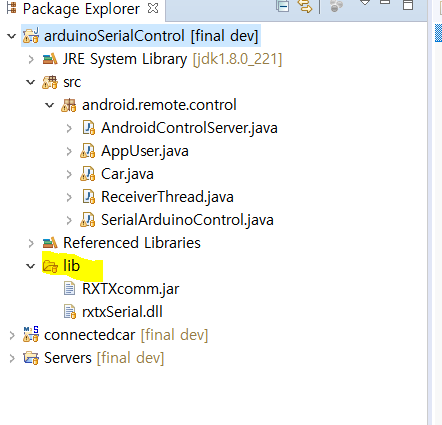 Package Explorer
arduinoSerialControl [final dev]
JRE System Library [jdk1.8.0_221]
src
android.remote.control
AndroidControlServer.java
AppUser.java
Car.java
ReceiverThread.java
SerialArduinoControl.java
Referenced Libraries
lib
RXTXcomm.jar
rxtxSerial.dll
connectedcar [final dev]
Servers [final dev]